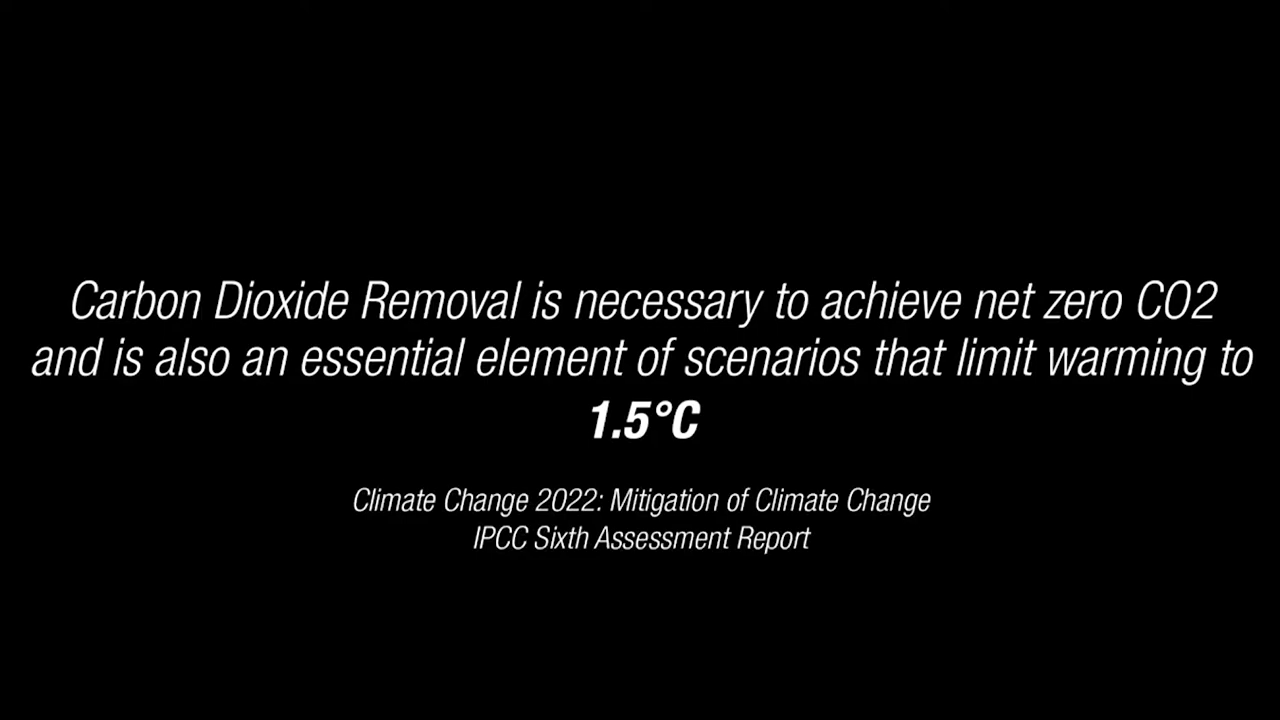 Carbon Dioxide Removal is necessary to achieve net zero CO2
and is also an essential element of scenarios that limit warming to
1.5°C
Climate Change 2022: Mitigation of Climate Change
IPCC Sixth Assessment Report